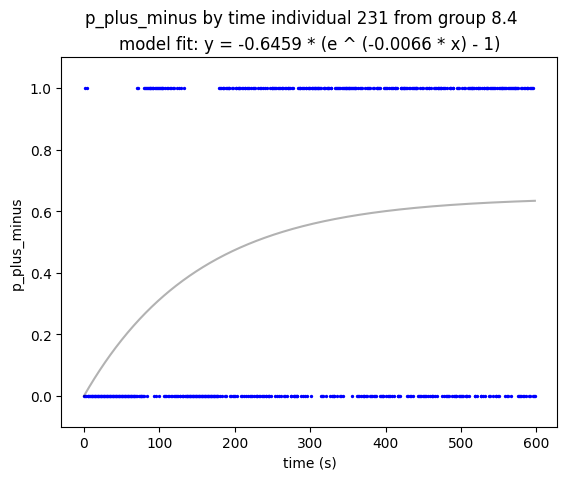 p_plus_minus by time individual 231 from group 8.4
model fit: y = -0.6459 * (e ^ (-0.0066 * x) - 1)
1.0
0.8
0.6
0.4
0.2
0.0
p_plus_minus
0 100 200 300 400 500 600
time (s)